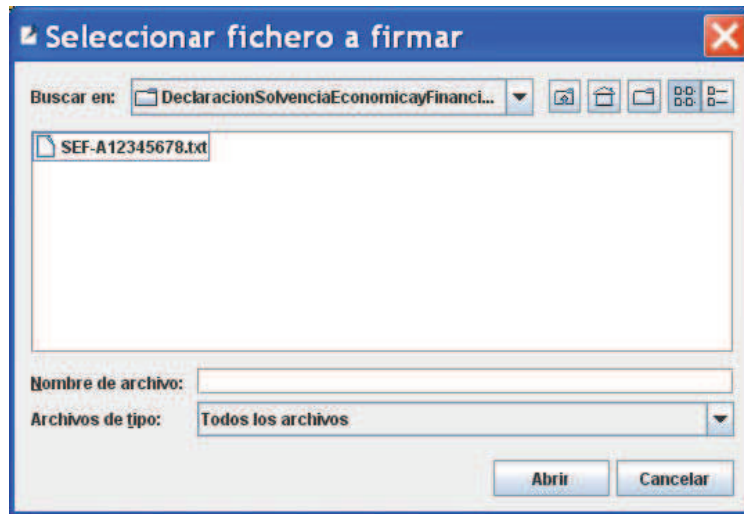 Seleccionar fichero a firmar
Buscar en: DeclaracionSolvenciaEconomicayFinanci...
SEF-A12345678.txt
Nombre de archivo:
Archivos de tipo: Todos los archivos
Abrir Cancelar